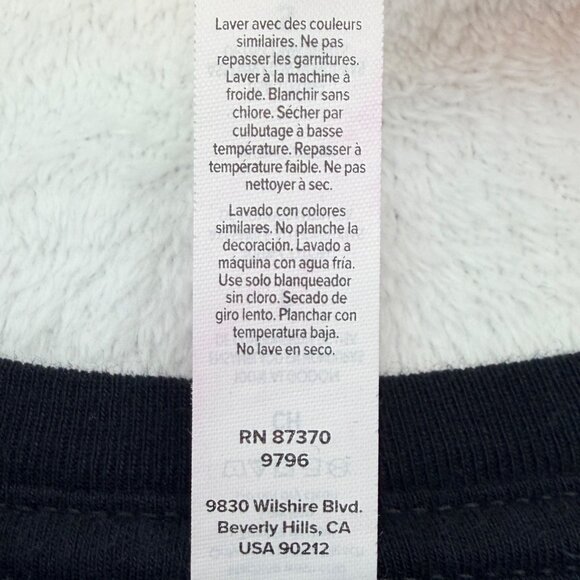 Laver avec des couleurs
similaires. Ne pas
repasser les garnitures.
Laver à la machine à
froide. Blanchir sans
chlore. Sécher par
culbutage à basse
température. Repasser à
température faible. Ne pas
nettoyer à sec.
Lavado con colores
similares. No planche la
decoración. Lavado a
máquina con agua fría.
Use solo blanqueador
sin cloro. Secado de
giro lento. Planchar con
temperatura baja.
No lave en seco.
RN 87370
9796
9830 Wilshire Blvd.
Beverly Hills, CA
USA 90212